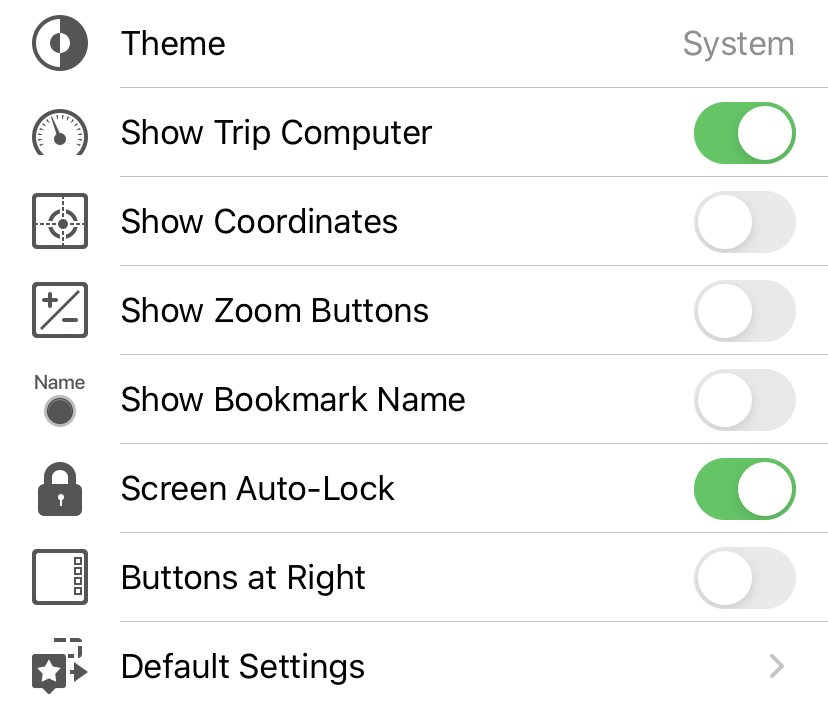 Theme System
Show Trip Computer
Show Coordinates
Show Zoom Buttons
Name
Show Bookmark Name
Screen Auto-Lock
Buttons at Right
Default Settings